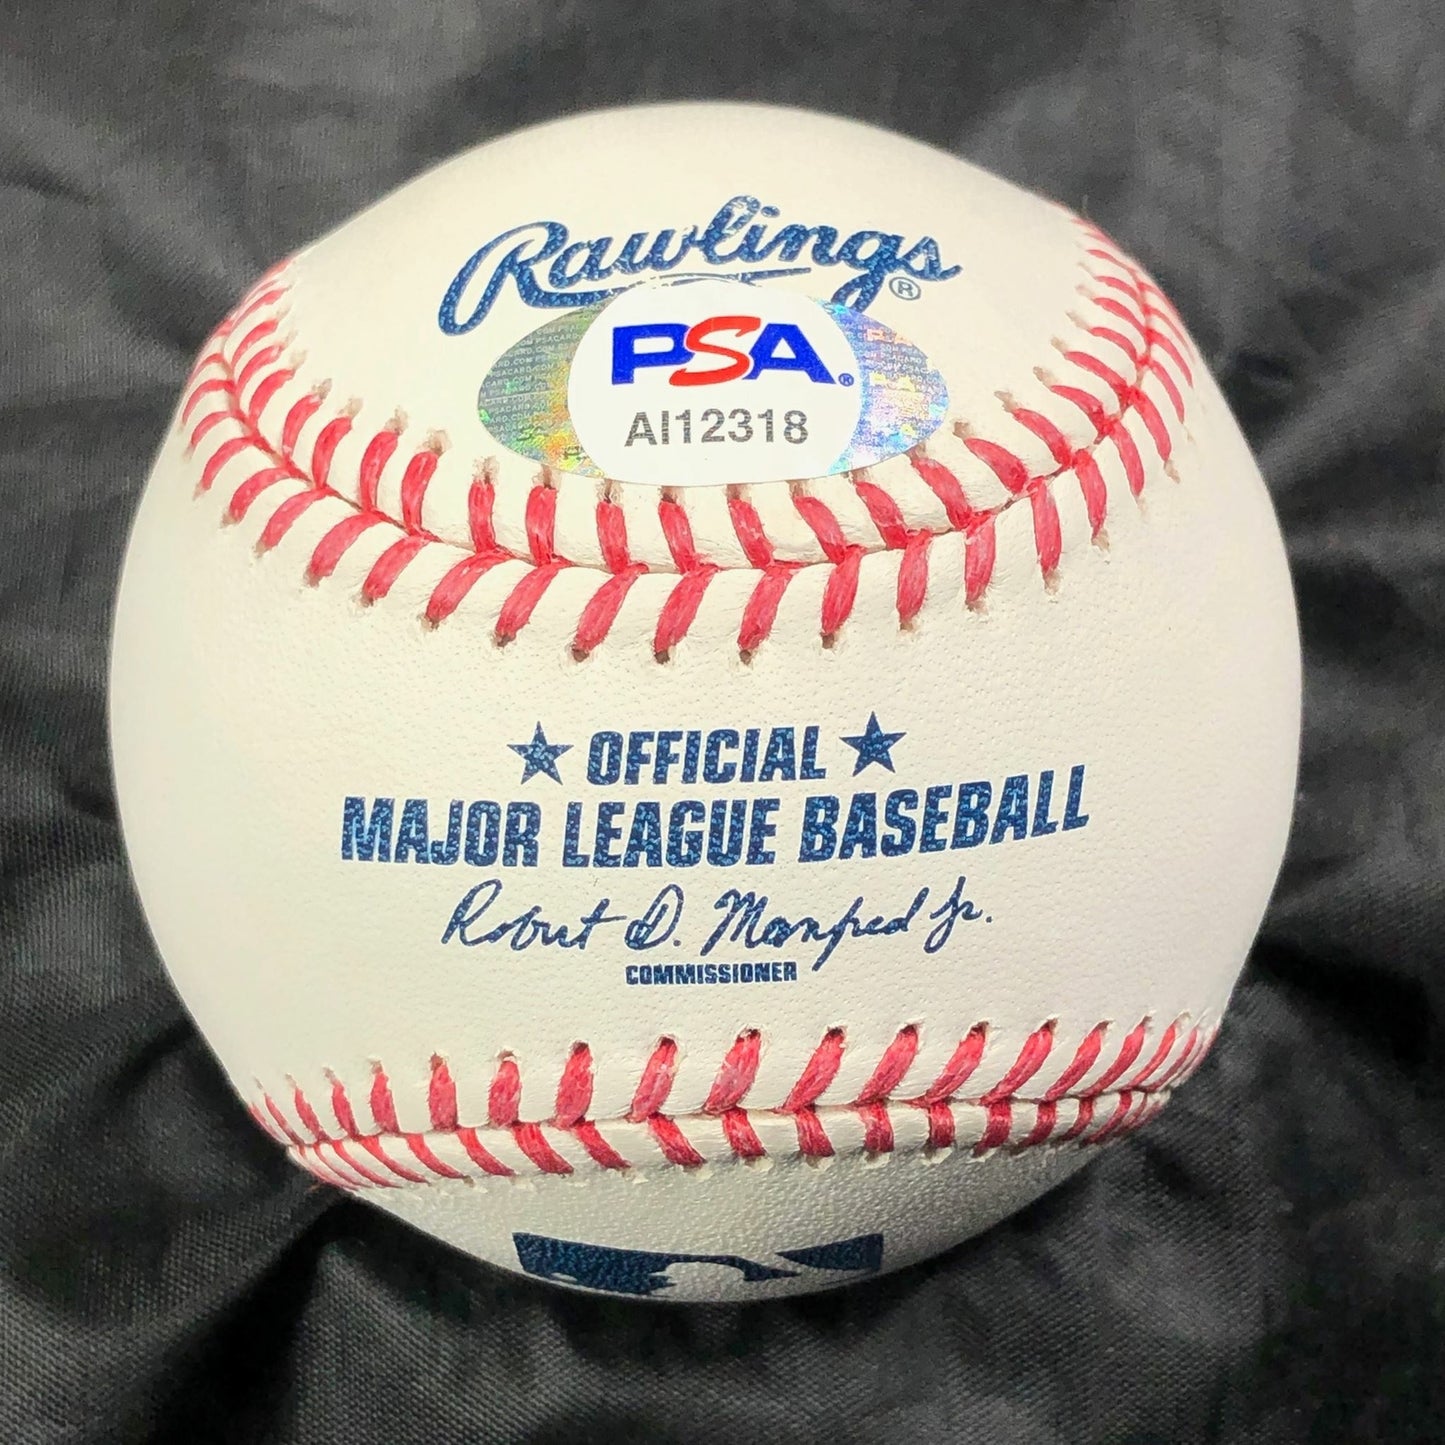 Rawlings®
PSA®
AI12318
OFFICIAL
MAJOR LEAGUE BASEBALL
Robert D. Manfred Jr.
COMMISSIONER